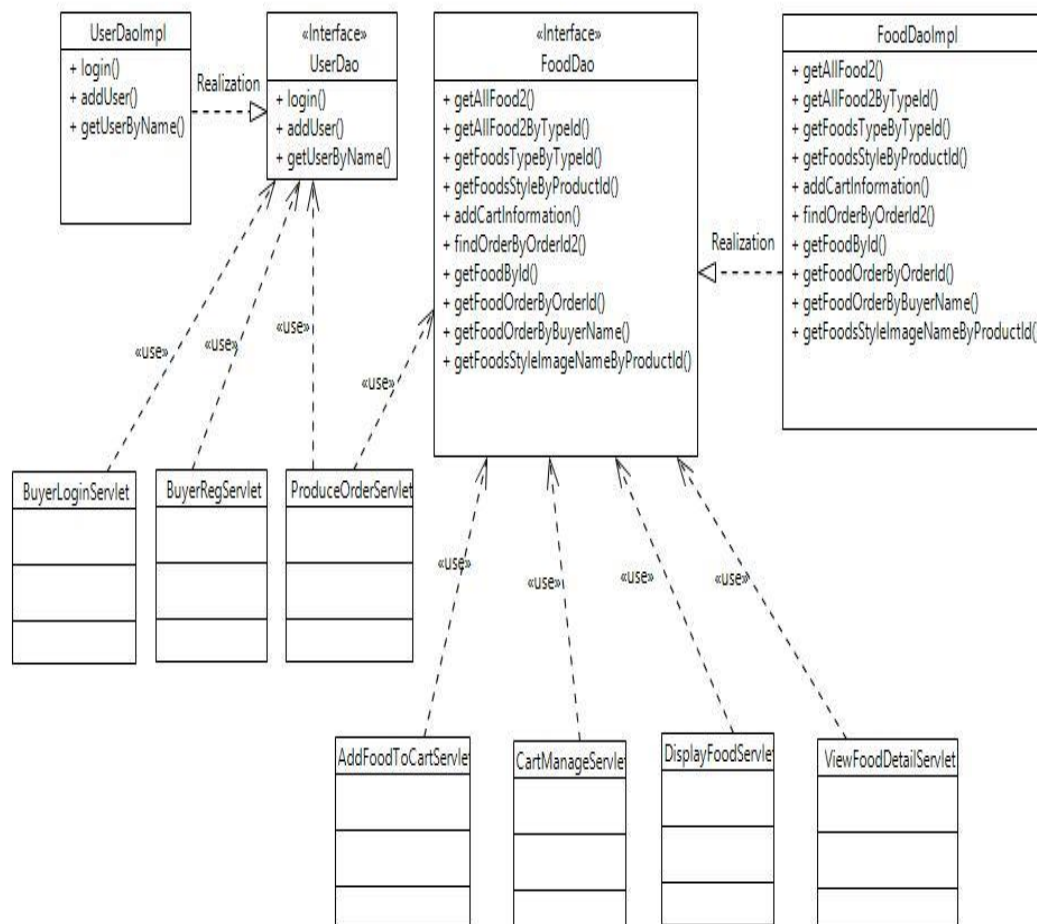 UserDaoImpl
+ login()
+ addUser()
+ getUserByName()
Realization
«Interface»
UserDao
+ login()
+ addUser()
+ getUserByName()
«Interface»
FoodDao
+ getAllFood2()
+ getAllFood2ByTypeId()
+ getFoodsTypeByTypeId()
+ getFoodsStyleByProductId()
+ addCartInformation()
+ findOrderByOrderId2()
+ getFoodById()
+ getFoodOrderByOrderId()
+ getFoodOrderByBuyerName()
+ getFoodsStyleImageNameByProductId()
Realization
FoodDaoImpl
+ getAllFood2()
+ getAllFood2ByTypeId()
+ getFoodsTypeByTypeId()
+ getFoodsStyleByProductId()
+ addCartInformation()
+ findOrderByOrderId2()
+ getFoodById()
+ getFoodOrderByOrderId()
+ getFoodOrderByBuyerName()
+ getFoodsStyleImageNameByProductId()
«use»
«use»
«use»
«use»
BuyerLoginServlet
BuyerRegServlet
ProduceOrderServlet
«use»
«use»
«use»
«use»
AddFoodToCartServlet
CartManageServlet
DisplayFoodServlet
ViewFoodDetailServlet